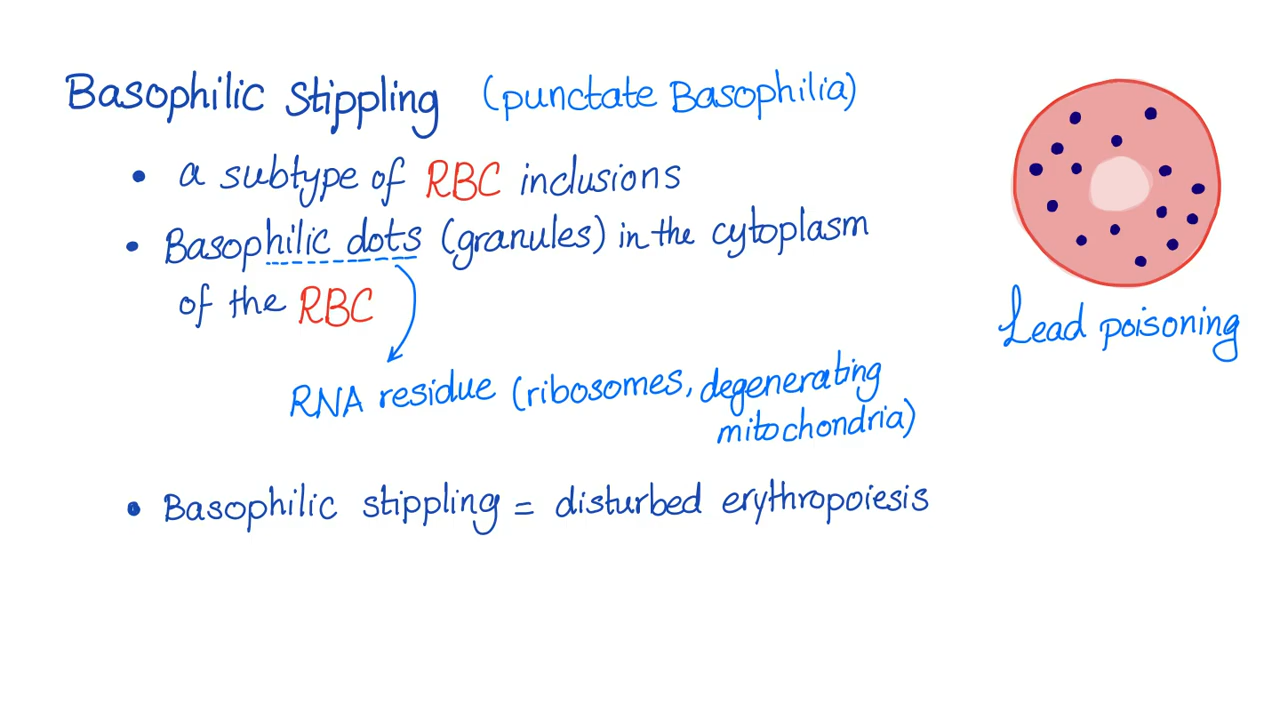 Basophilic Stippling (punctate Basophilia)
• a subtype of RBC inclusions
• Basophilic dots (granules) in the cytoplasm
of the RBC
RNA residue (ribosomes, degenerating
mitochondria)
• Basophilic stippling = disturbed erythropoiesis
Lead poisoning